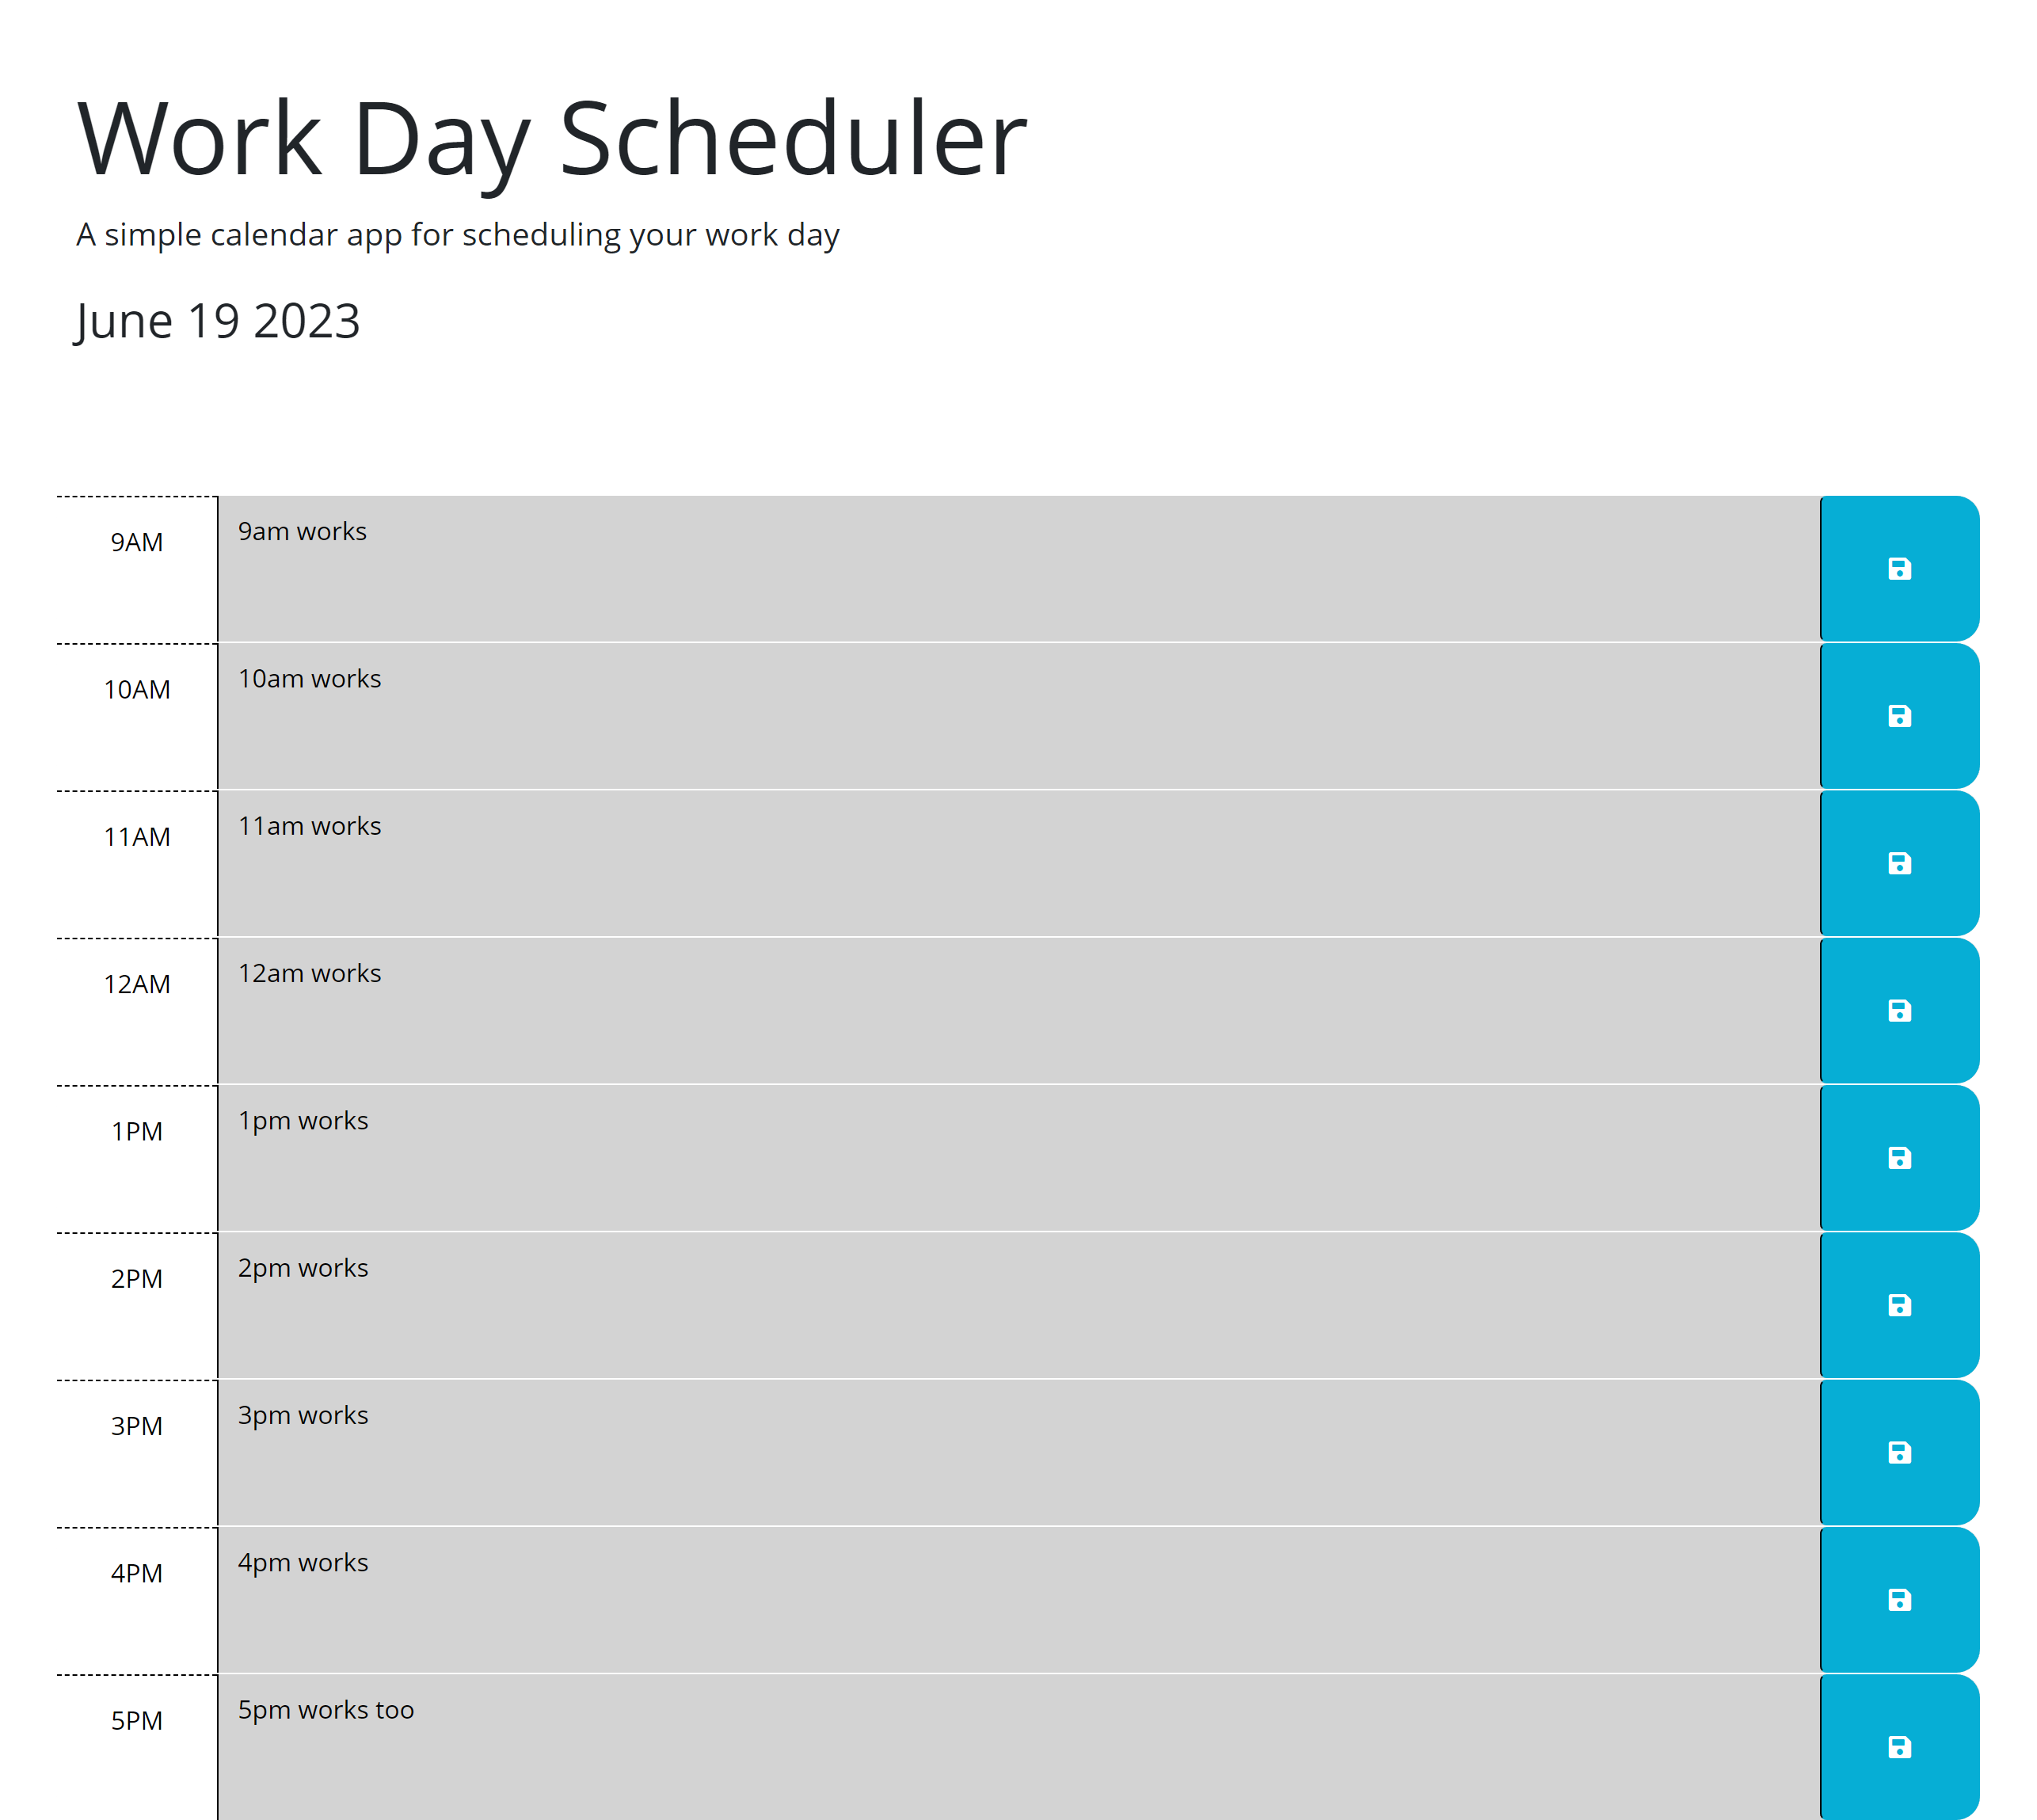 Work Day Scheduler
A simple calendar app for scheduling your work day
June 19 2023
9AM
9am works
10AM
10am works
11AM
11am works
12AM
12am works
1PM
1pm works
2PM
2pm works
3PM
3pm works
4PM
4pm works
5PM
5pm works too